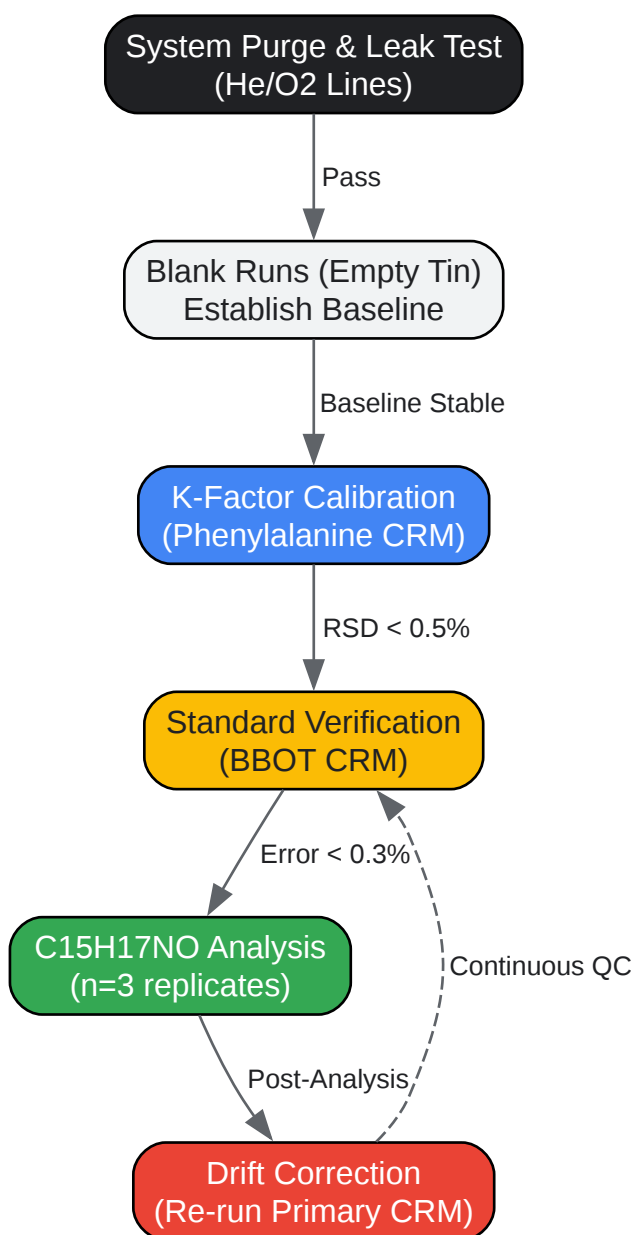 System Purge & Leak Test
(He/O2 Lines)
Pass
Blank Runs (Empty Tin)
Establish Baseline
Baseline Stable
K-Factor Calibration
(Phenylalanine CRM)
RSD < 0.5%
Standard Verification
(BBOT CRM)
Error < 0.3%
C15H17NO Analysis
(n=3 replicates)
Continuous QC
Post-Analysis
Drift Correction
(Re-run Primary CRM)